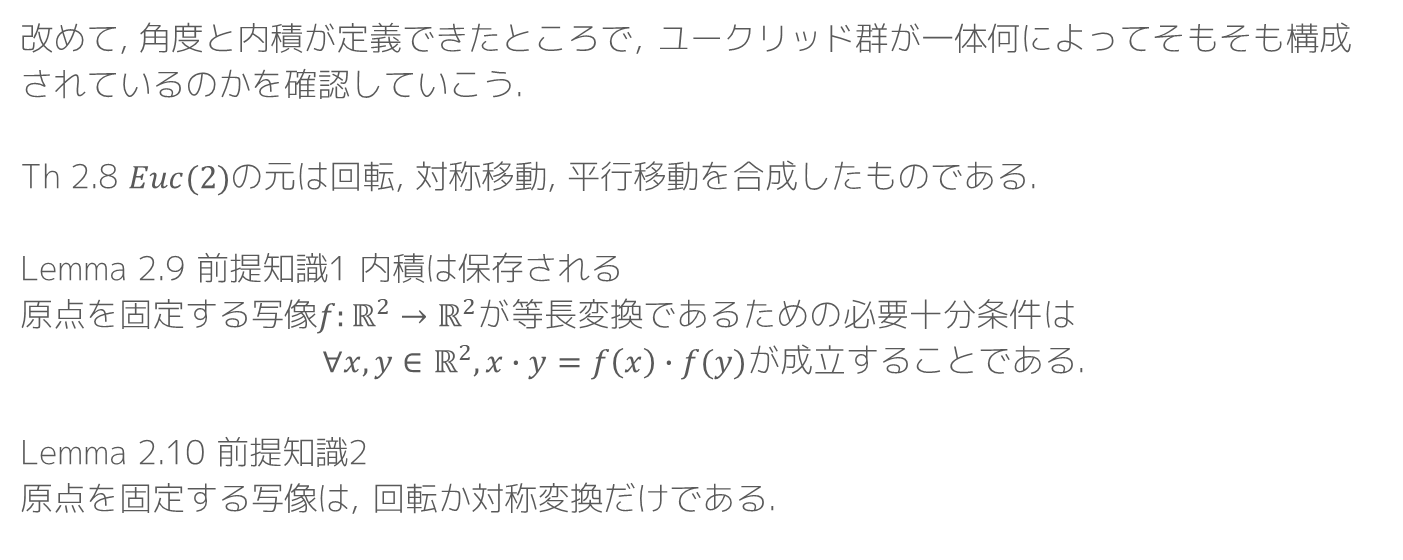 改めて, 角度と内積が定義できたところで, ユークリッド群が一体何によってそもそも構成
されているのかを確認していこう.
Th 2.8 Euc(2)の元は回転, 対称移動, 平行移動を合成したものである.
Lemma 2.9 前提知識1 内積は保存される
原点を固定する写像f: ℝ² → ℝ²が等長変換であるための必要十分条件は
∀x, y ∈ ℝ², x · y = f(x) · f(y)が成立することである.
Lemma 2.10 前提知識2
原点を固定する写像は, 回転か対称変換だけである.